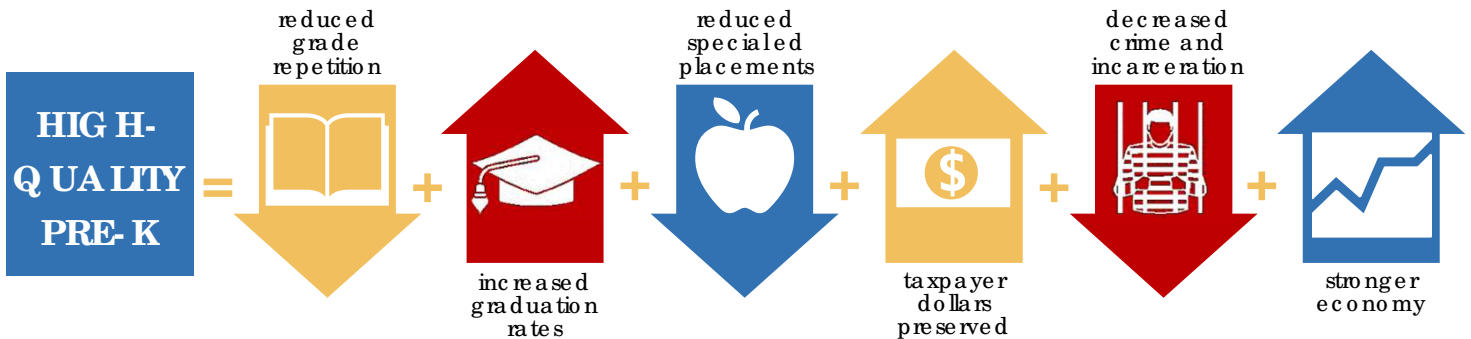 HIGH-
QUALITY
PRE-K
=
reduced
grade
repetition
+
increased
graduation
rates
+
reduced
specialed
placements
+
$
taxpayer
dollars
preserved
+
decreased
crime and
incarceration
+
stronger
economy